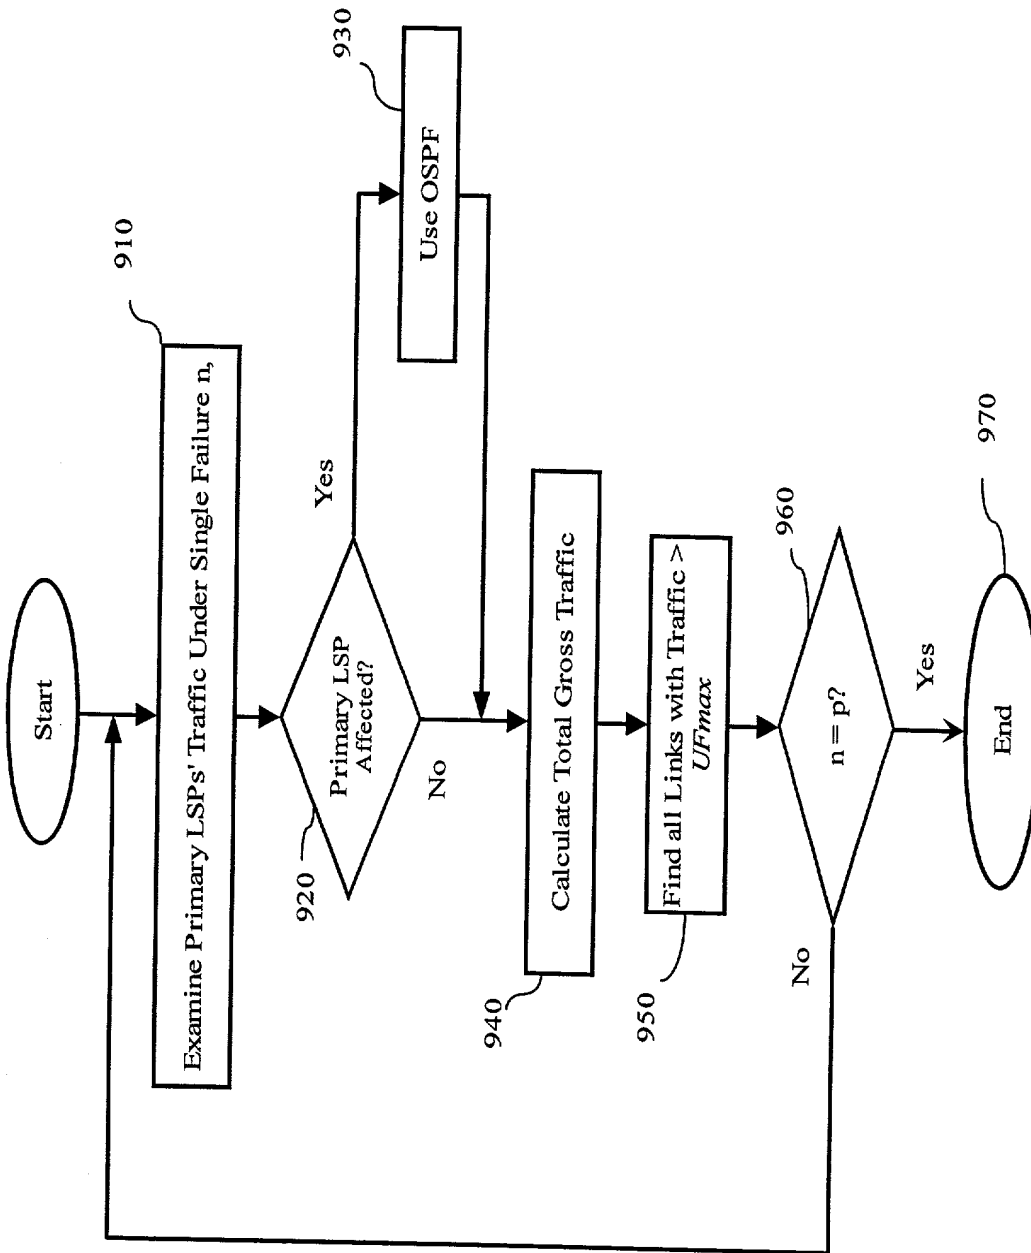 Start
910
Examine Primary LSPs' Traffic Under Single Failure n,
920
Primary LSP
Affected?
Yes
930
Use OSPF
No
940
Calculate Total Gross Traffic
950
Find all Links with Traffic >
UFmax
960
n = p?
No
Yes
970
End